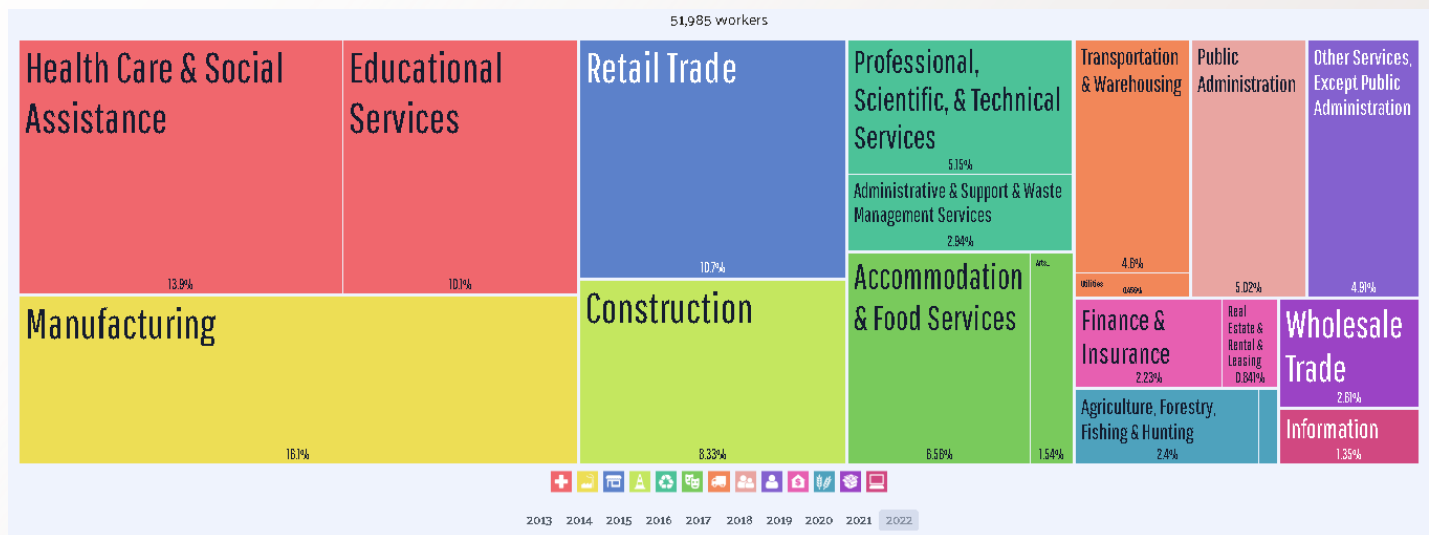 51,985 workers
Health Care & Social
Assistance
13.9%
Educational
Services
10.1%
Manufacturing
16.1%
Retail Trade
10.7%
Construction
8.33%
Professional,
Scientific, & Technical
Services
5.15%
Administrative & Support & Waste
Management Services
2.94%
Accommodation
& Food Services
6.56%
Arts...
1.54%
Transportation
& Warehousing
4.6%
Utilities
Public
Administration
5.02%
Other Services,
Except Public
Administration
4.91%
Finance &
Insurance
2.23%
Real
Estate &
Rental &
Leasing
0.841%
Wholesale
Trade
2.61%
Agriculture, Forestry,
Fishing & Hunting
2.4%
Information
1.35%
2013 2014 2015 2016 2017 2018 2019 2020 2021 2022